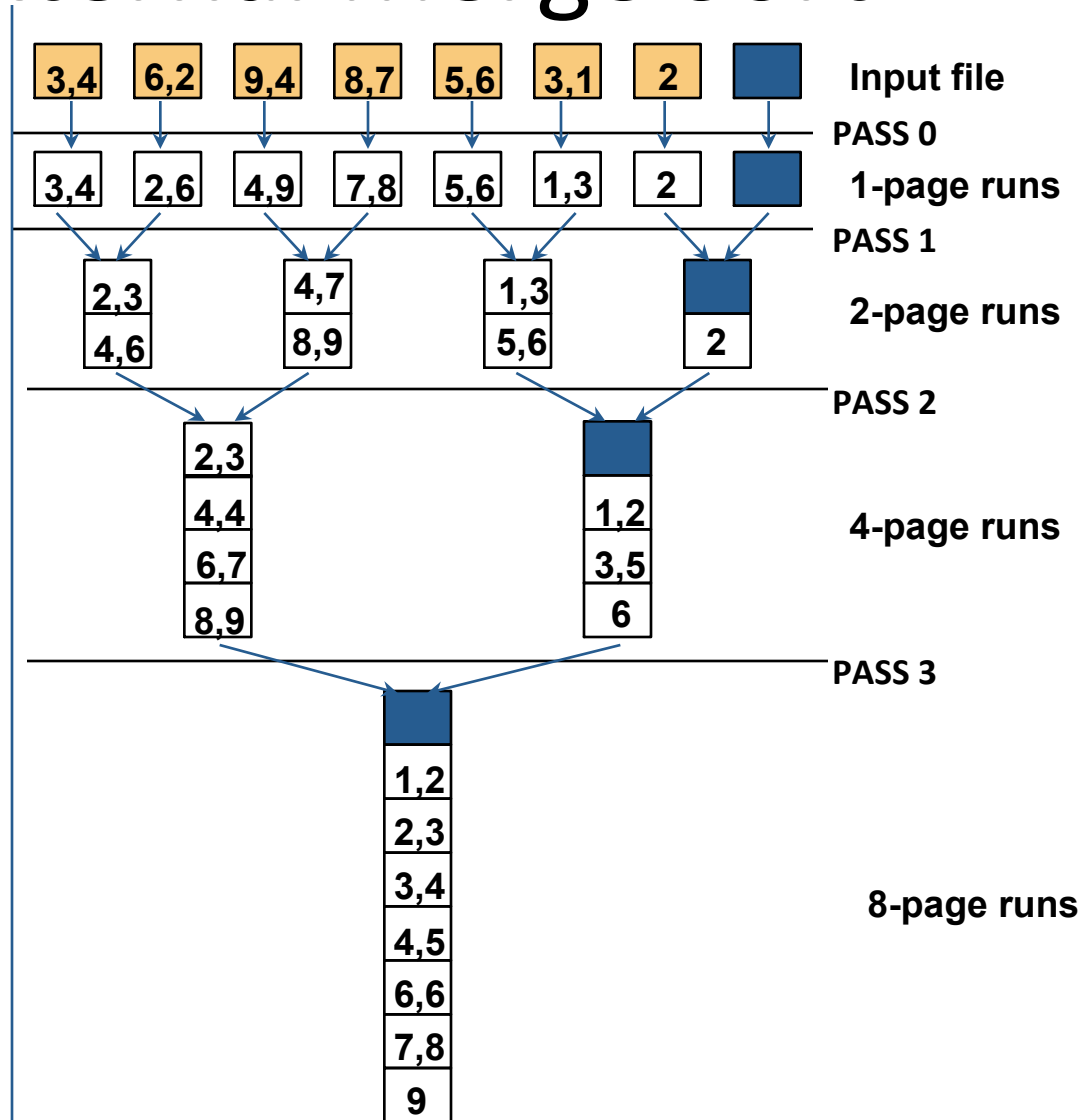 3,4 6,2 9,4 8,7 5,6 3,1 2 Input file
PASS 0
3,4 2,6 4,9 7,8 5,6 1,3 2 1-page runs
PASS 1
2,3 4,7 1,3
4,6 8,9 5,6 2
2-page runs
PASS 2
2,3
4,4 1,2
6,7 3,5
8,9 6
4-page runs
PASS 3
1,2
2,3
3,4
4,5
6,6
7,8
9
8-page runs